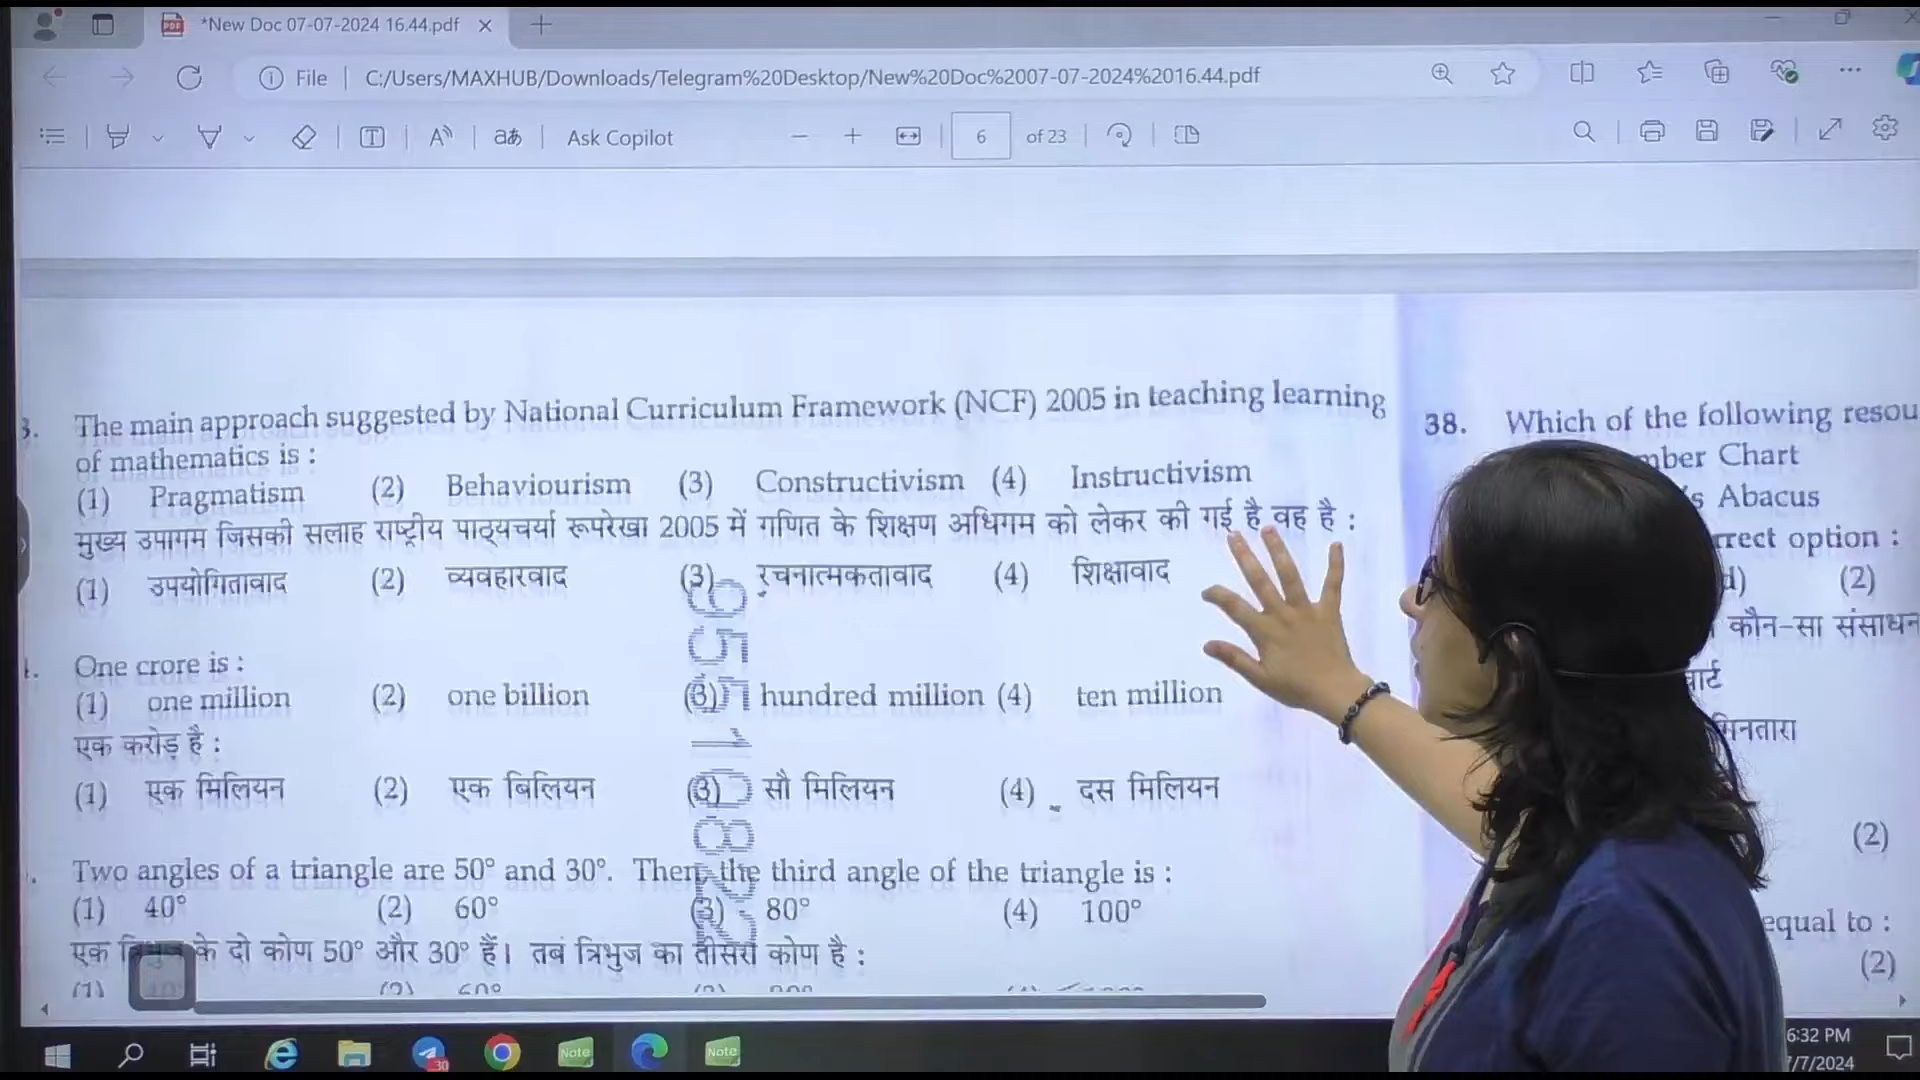 *New Doc 07-07-2024 16.44.pdf
File | C:/Users/MAXHUB/Downloads/Telegram%20Desktop/New%20Doc%2007-07-2024%2016.44.pdf
Ask Copilot
6 of 23
3. The main approach suggested by National Curriculum Framework (NCF) 2005 in teaching learning
of mathematics is :
(1) Pragmatism (2) Behaviourism (3) Constructivism (4) Instructivism
मुख्य उपागम जिसकी सलाह राष्ट्रीय पाठ्यचर्या रूपरेखा 2005 में गणित के शिक्षण अधिगम को लेकर की गई है वह है :
(1) उपयोगितावाद (2) व्यवहारवाद (3) रचनात्मकतावाद (4) शिक्षावाद
One crore is :
(1) one million (2) one billion (3) hundred million (4) ten million
एक करोड़ है :
(1) एक मिलियन (2) एक बिलियन (3) सौ मिलियन (4) दस मिलियन
Two angles of a triangle are 50° and 30°. Then, the third angle of the triangle is :
(1) 40° (2) 60° (3) 80° (4) 100°
एक त्रिभुज के दो कोण 50° और 30° हैं। तब त्रिभुज का तीसरा कोण है :
38. Which of the following
Chart
Abacus
option :
(2)
कौन-सा संसाधन
(2)
equal to :
(2)
30
Note
Note
6:32 PM
7/7/2024